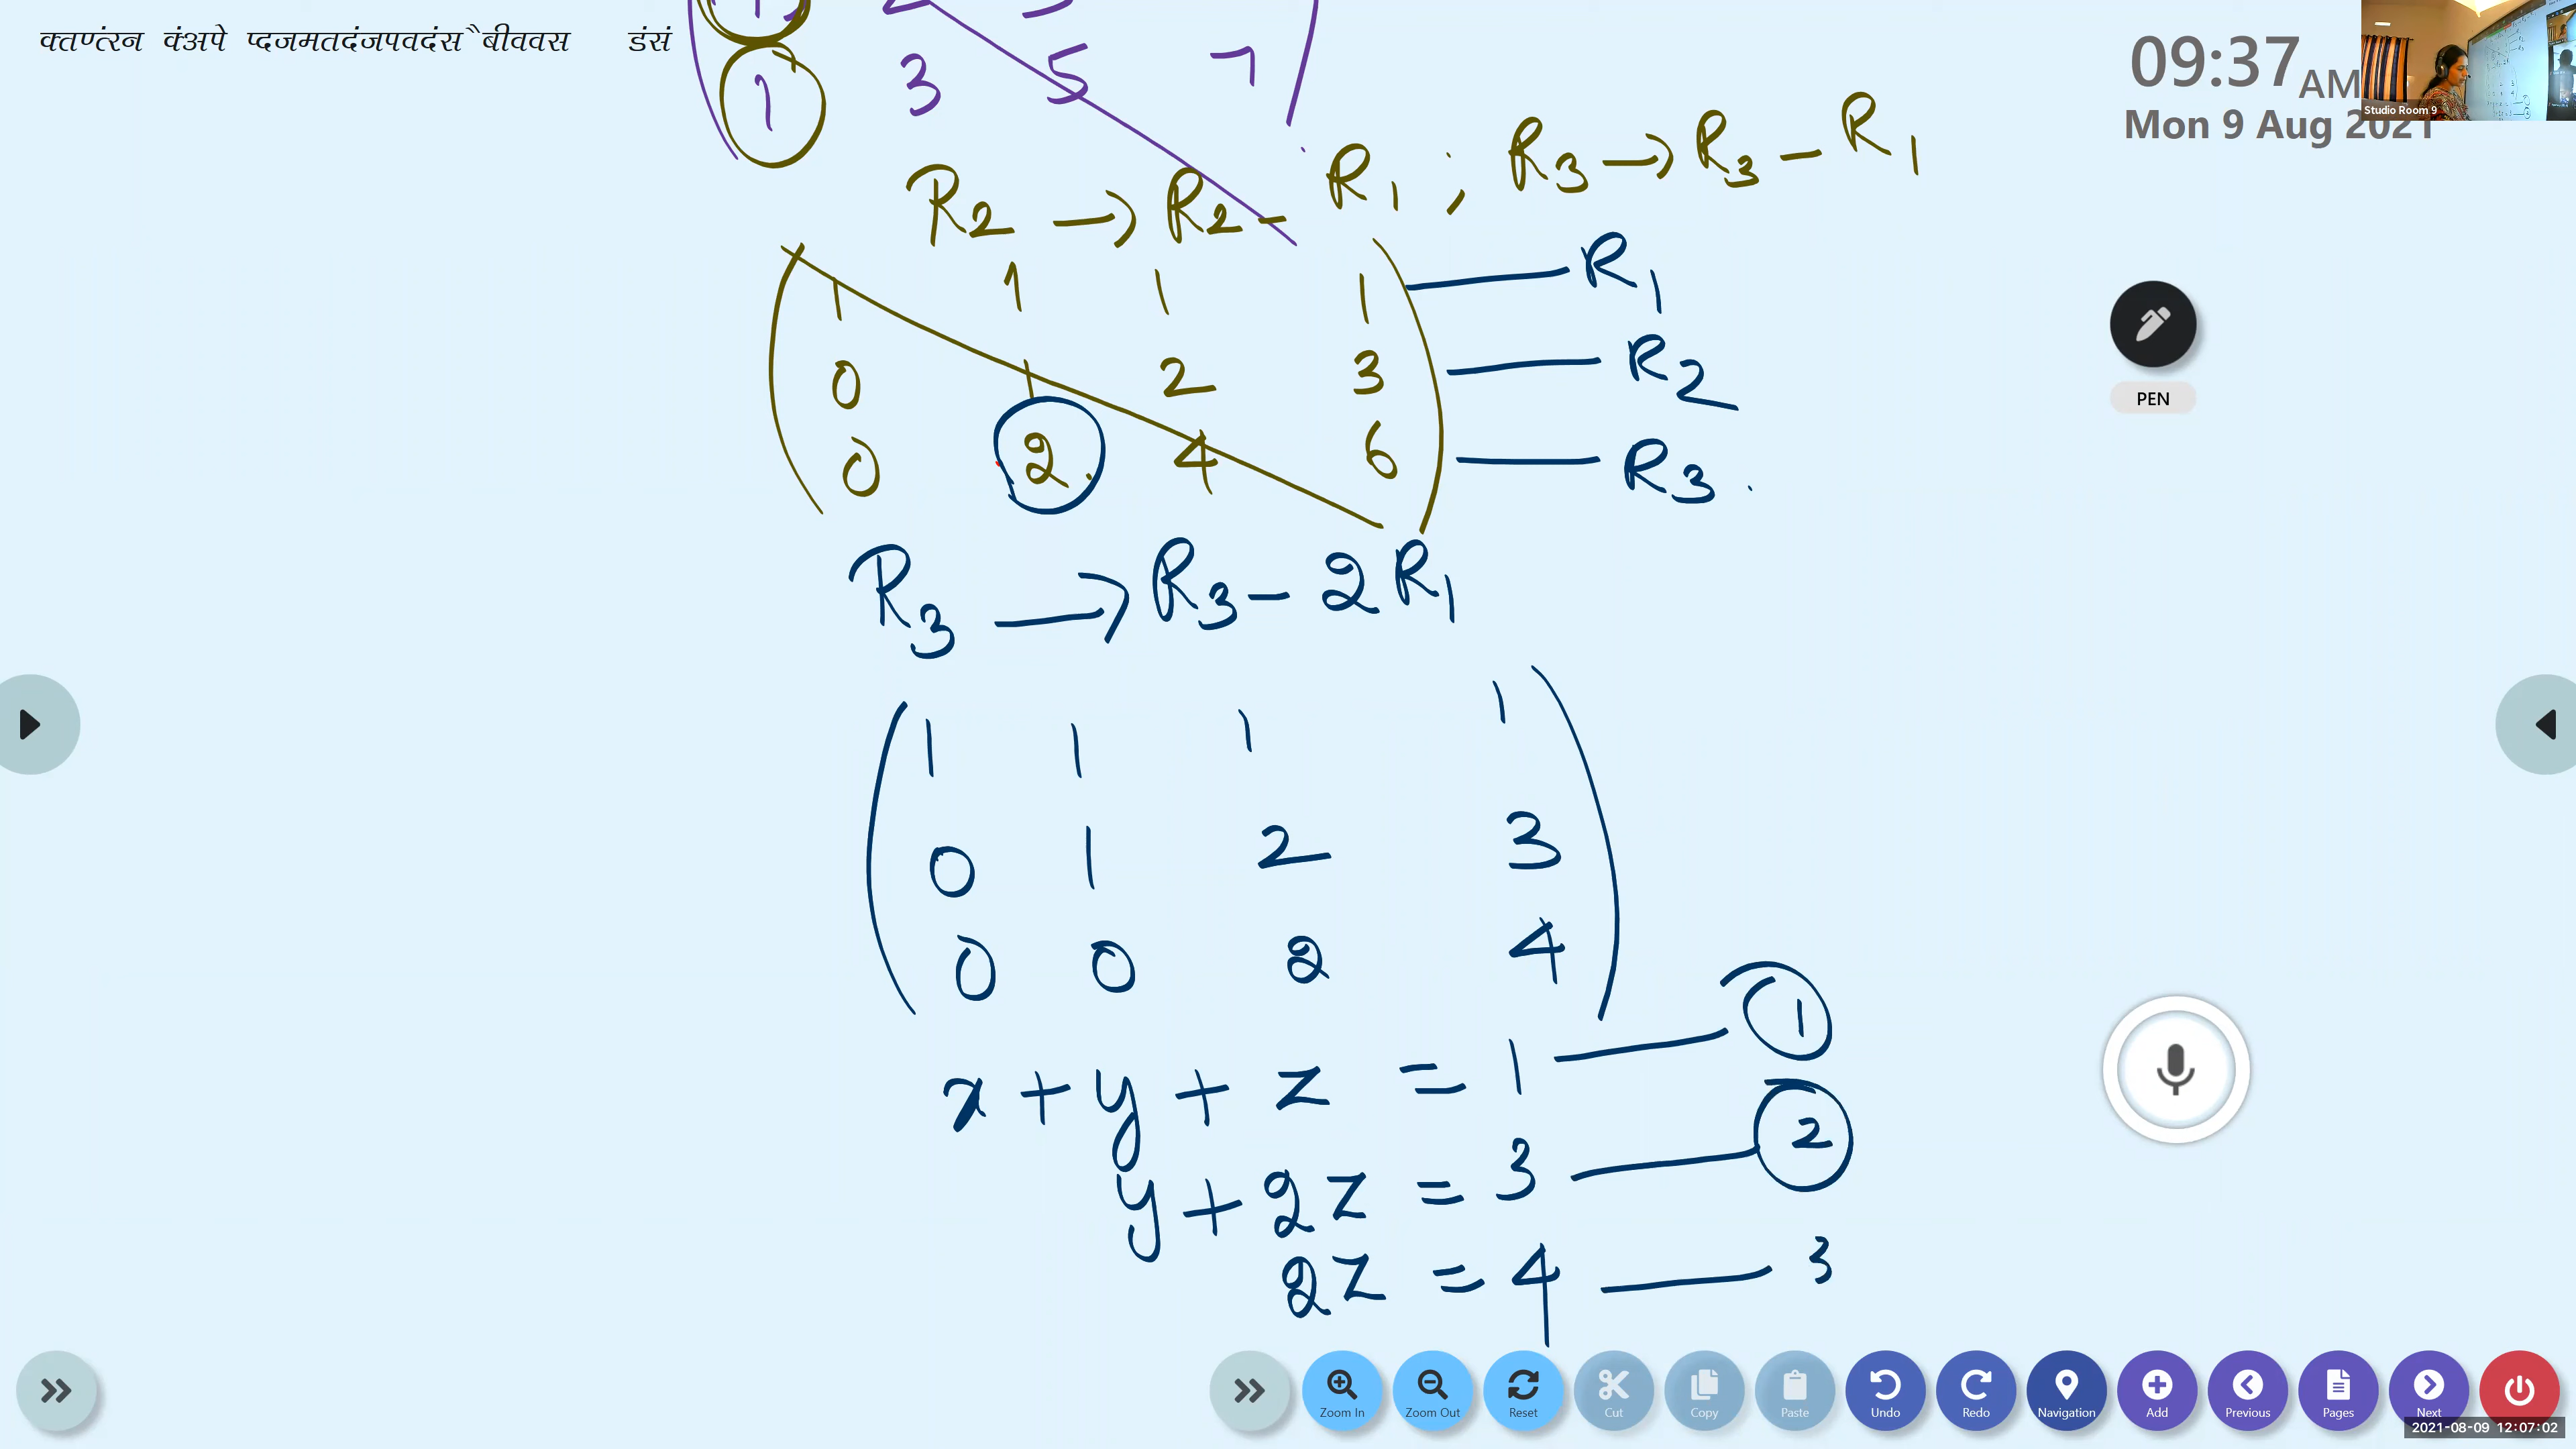 क्तण्तंरन कंअपे प्दजमतदंजपवदंस ैबीववस डंसं
09:37 AM
Mon 9 Aug 2021
Studio Room 9
1 3 5 7
R2 → R2 - R1 ; R3 → R3 - R1
1 1 1 1 — R1
0 1 2 3 — R2
0 2 4 6 — R3
PEN
R3 → R3 - 2R1
1 1 1 1
0 1 2 3
0 0 2 4
x + y + z = 1 — 1
y + 2z = 3 — 2
2z = 4 — 3
Zoom In Zoom Out Reset Cut Copy Paste Undo Redo Navigation Add Previous Pages Next
2021-08-09 12:07:02